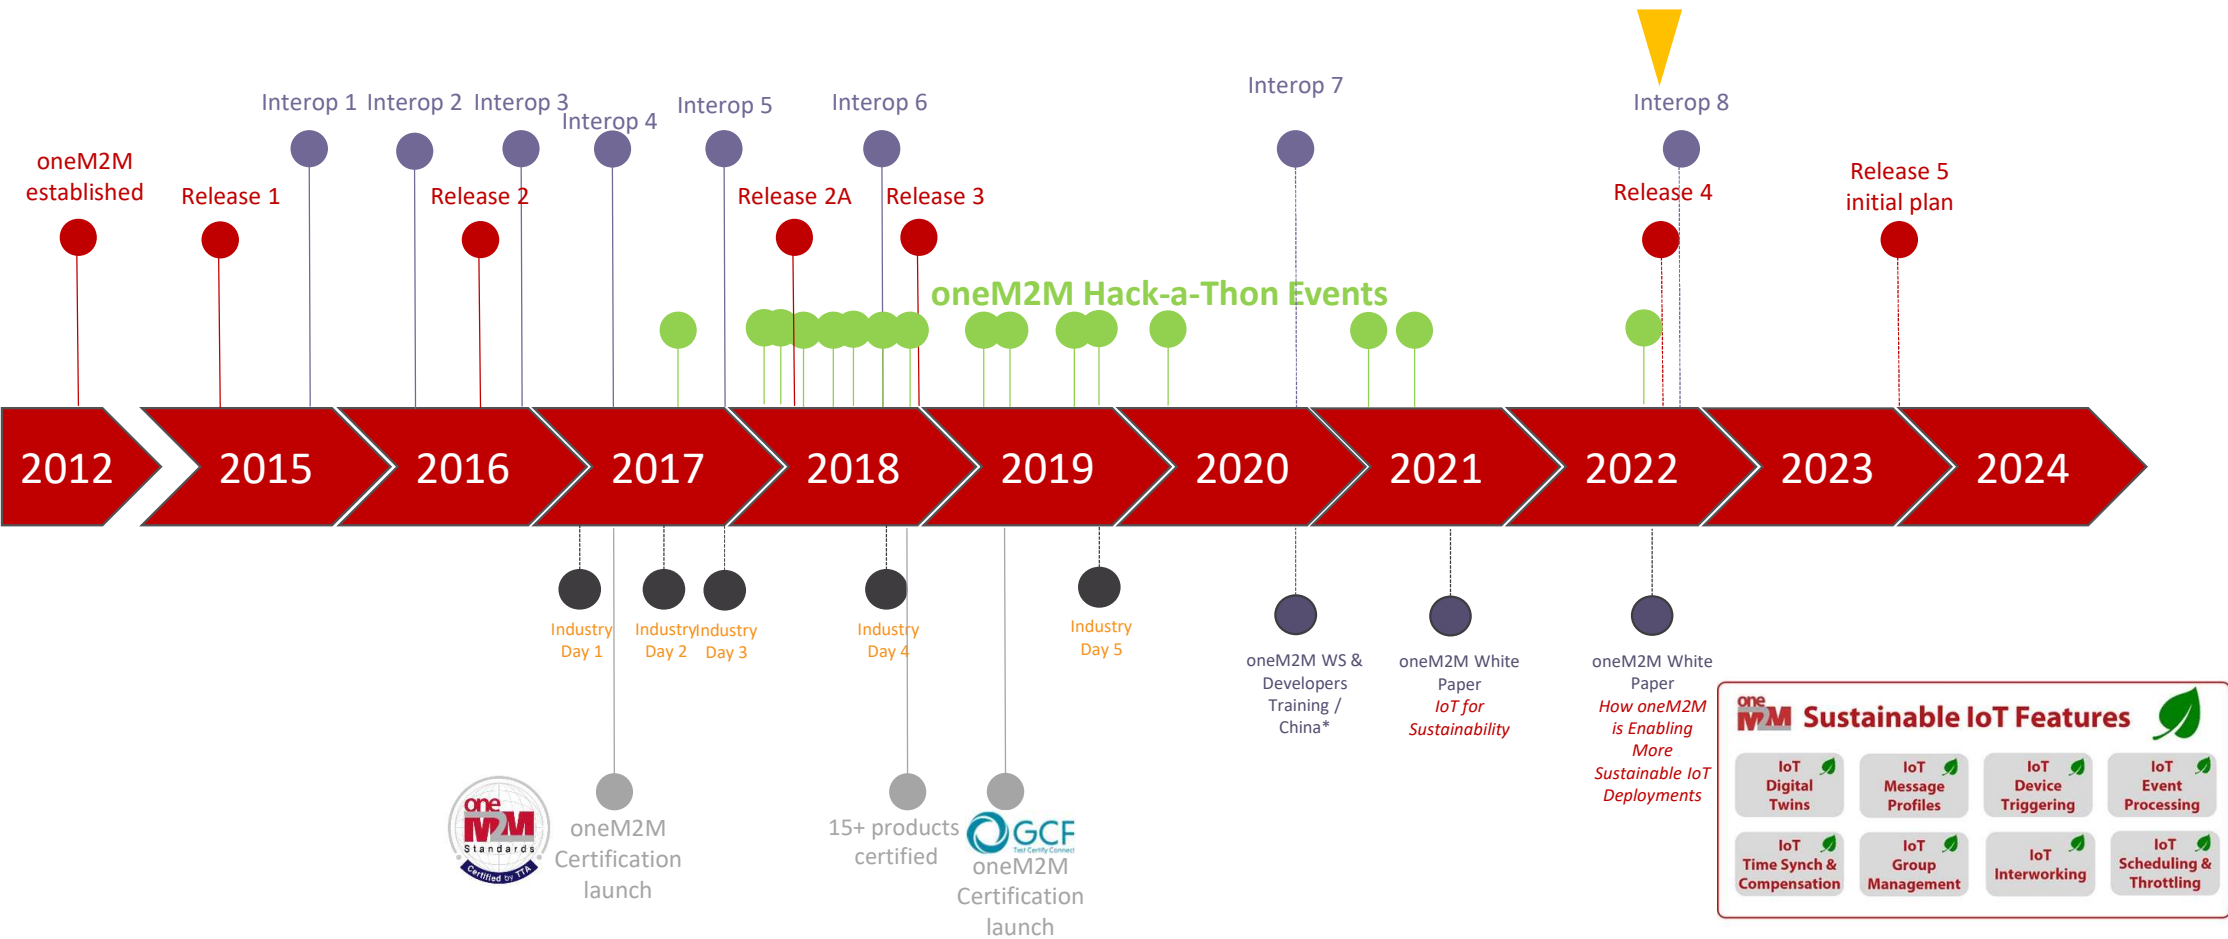 Interop 1
Interop 2
Interop 3
Interop 4
Interop 5
Interop 6
Interop 7
Interop 8
oneM2M
established
Release 1
Release 2
Release 2A
Release 3
Release 4
Release 5
initial plan
oneM2M Hack-a-Thon Events
2012
2015
2016
2017
2018
2019
2020
2021
2022
2023
2024
Industry
Day 1
Industry
Day 2
Industry
Day 3
Industry
Day 4
Industry
Day 5
oneM2M WS &
Developers
Training /
China*
oneM2M White
Paper
IoT for
Sustainability
oneM2M White
Paper
How oneM2M
is Enabling
More
Sustainable IoT
Deployments
one
M2M
Standards
Certified by TTA
oneM2M
Certification
launch
15+ products
certified
GCF
Test Certify Connect
oneM2M
Certification
launch
one
M2M
Sustainable IoT Features
IoT
Digital
Twins
IoT
Message
Profiles
IoT
Device
Triggering
IoT
Event
Processing
IoT
Time Synch &
Compensation
IoT
Group
Management
IoT
Interworking
IoT
Scheduling &
Throttling